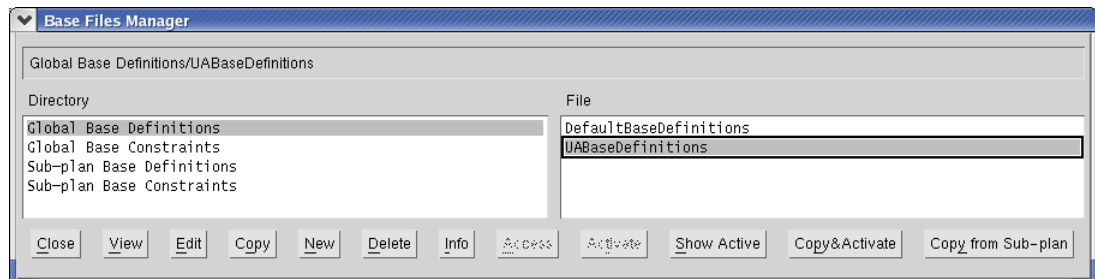 Base Files Manager
Global Base Definitions/UABaseDefinitions
Directory File
Global Base Definitions
Global Base Constraints
Sub-plan Base Definitions
Sub-plan Base Constraints
DefaultBaseDefinitions
UABaseDefinitions
Close View Edit Copy New Delete Info Access Activate Show Active Copy&Activate Copy from Sub-plan